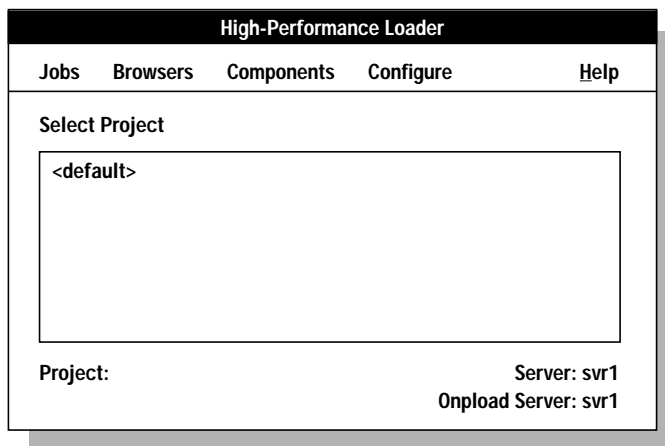 High-Performance Loader
Jobs Browsers Components Configure Help
Select Project
<default>
Project: Server: svr1
Onpload Server: svr1